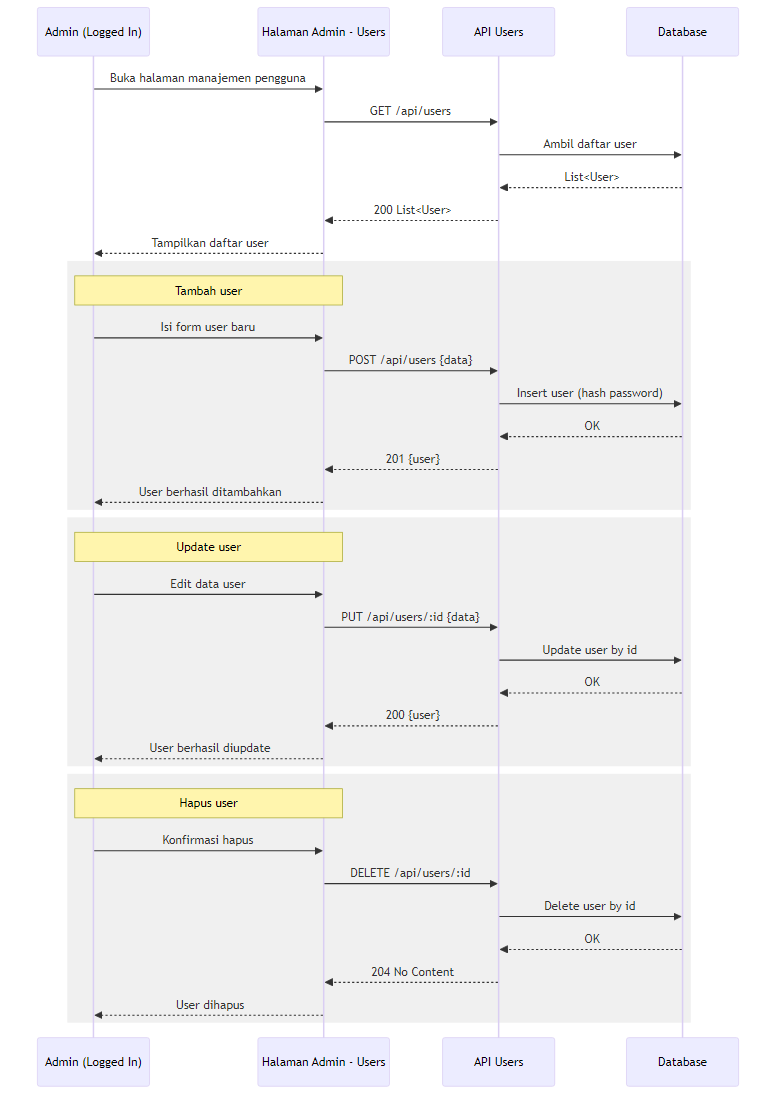 Admin (Logged In)
Halaman Admin - Users
API Users
Database
Buka halaman manajemen pengguna
GET /api/users
Ambil daftar user
List<User>
200 List<User>
Tampilkan daftar user
Tambah user
Isi form user baru
POST /api/users {data}
Insert user (hash password)
OK
201 {user}
User berhasil ditambahkan
Update user
Edit data user
PUT /api/users/:id {data}
Update user by id
OK
200 {user}
User berhasil diupdate
Hapus user
Konfirmasi hapus
DELETE /api/users/:id
Delete user by id
OK
204 No Content
User dihapus
Admin (Logged In)
Halaman Admin - Users
API Users
Database